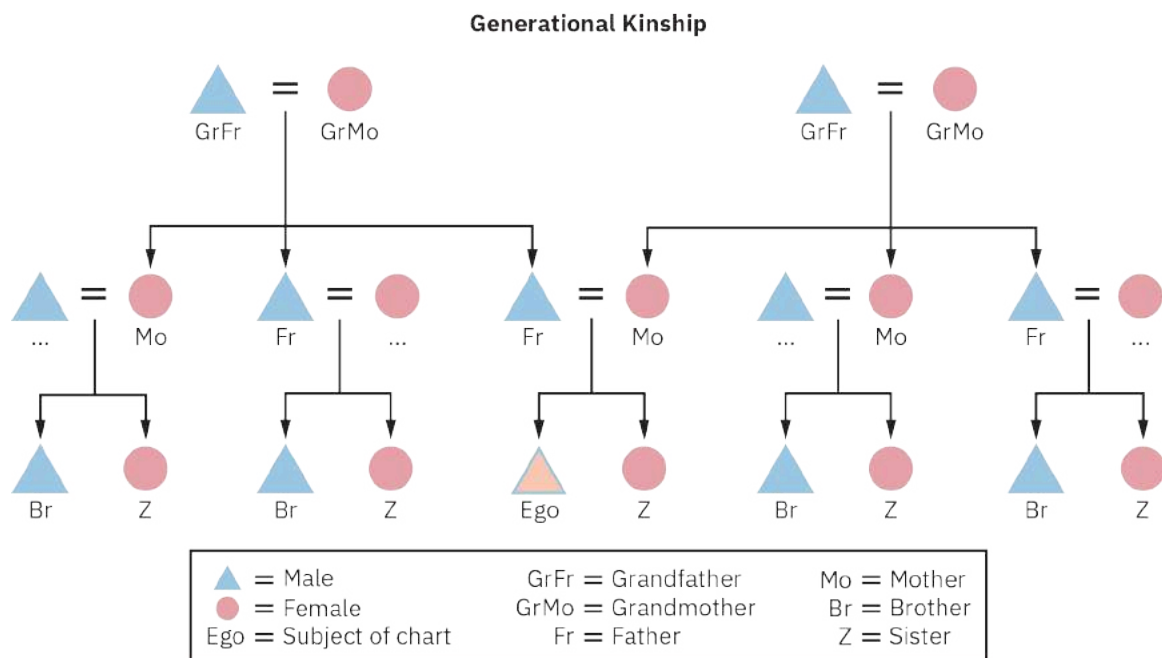 Generational Kinship
= =
GrFr GrMo GrFr GrMo
= = = = =
... Mo Fr ... Fr Mo ... Mo Fr ...
Br Z Br Z Ego Z Br Z Br Z
= Male GrFr = Grandfather Mo = Mother
= Female GrMo = Grandmother Br = Brother
Ego = Subject of chart Fr = Father Z = Sister